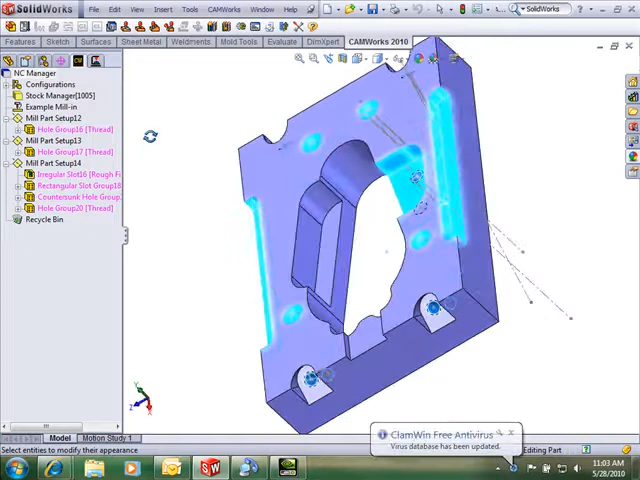 SolidWorks
File Edit View Insert Tools CAMWorks Window Help
SolidWorks
Features Sketch Surfaces Sheet Metal Weldments Mold Tools Evaluate DimXpert CAMWorks 2010
NC Manager
Configurations
Stock Manager[1005]
Example Mill-in
Mill Part Setup12
Hole Group16 [Thread]
Mill Part Setup13
Hole Group17 [Thread]
Mill Part Setup14
Irregular Slot16 [Rough Fi
Rectangular Slot Group18
Countersunk Hole Group
Hole Group20 [Thread]
Recycle Bin
Y
Z
X
Model Motion Study 1
ClamWin Free Antivirus
Virus database has been updated.
Select entities to modify their appearance
Editing Part
11:03 AM
5/28/2010